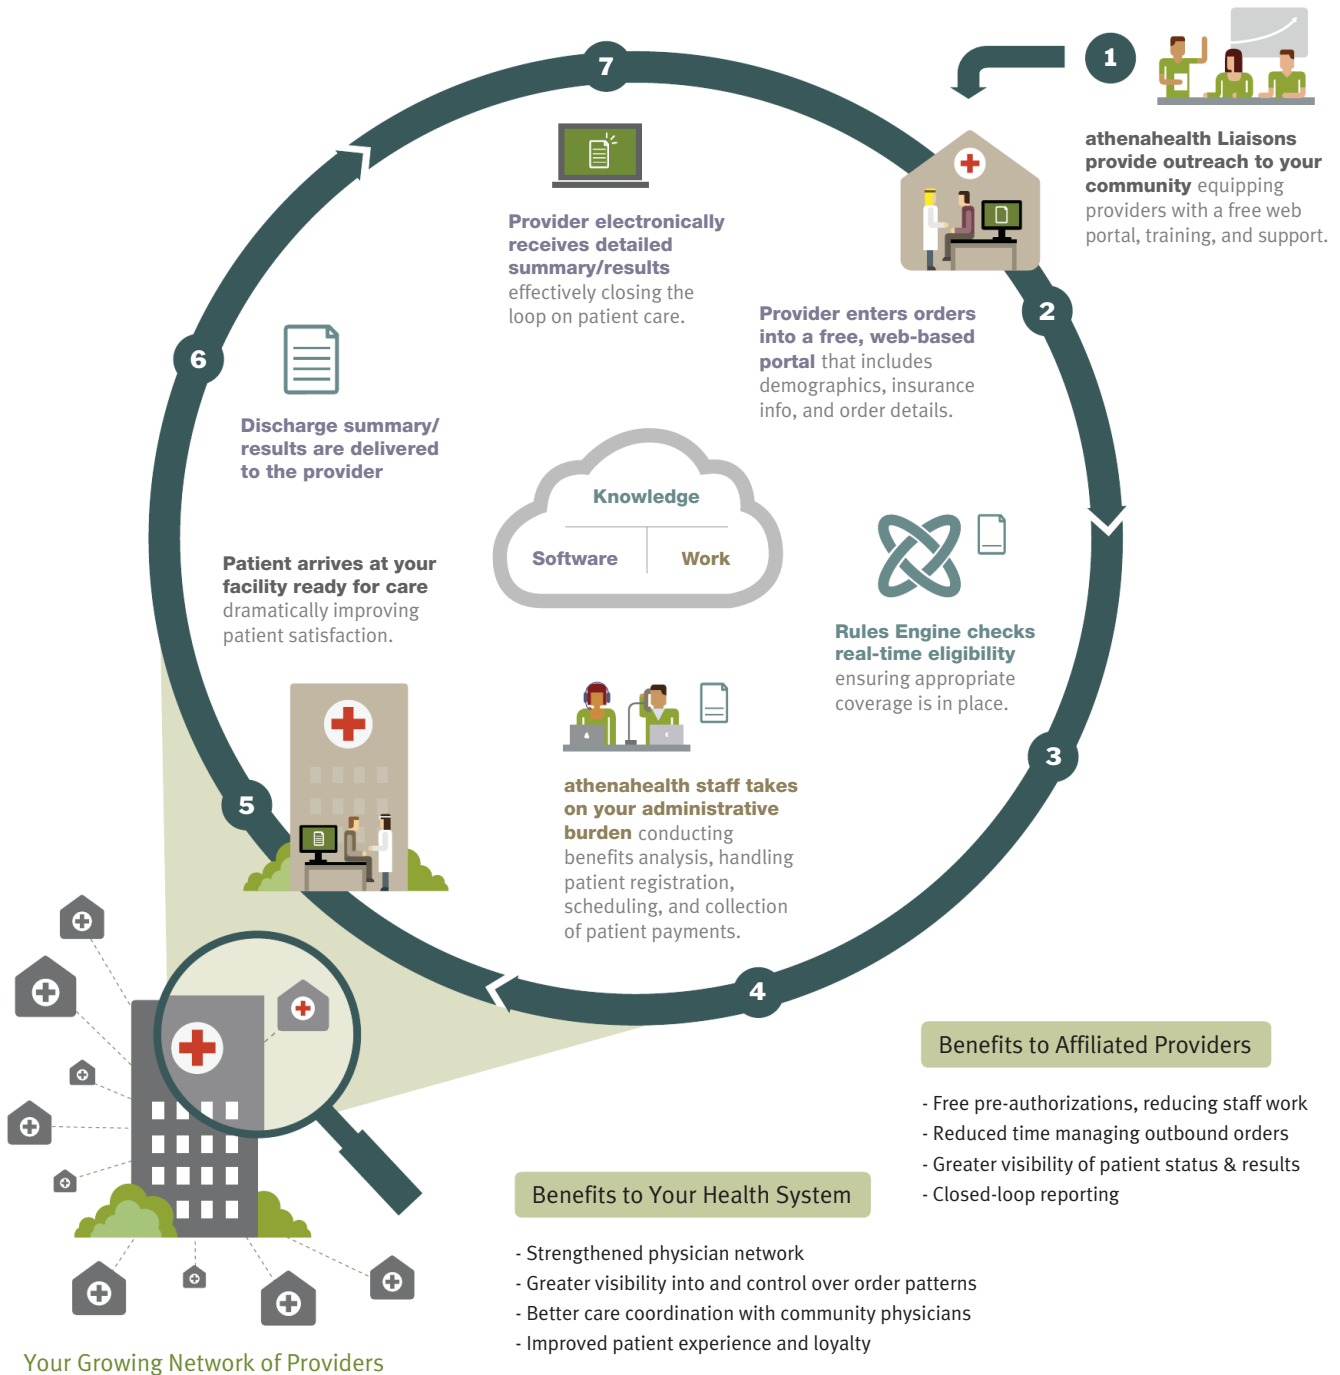 1
athenahealth Liaisons
provide outreach to your
community equipping
providers with a free web
portal, training, and support.
2
Provider enters orders
into a free, web-based
portal that includes
demographics, insurance
info, and order details.
3
Rules Engine checks
real-time eligibility
ensuring appropriate
coverage is in place.
4
athenahealth staff takes
on your administrative
burden conducting
benefits analysis, handling
patient registration,
scheduling, and collection
of patient payments.
5
Patient arrives at your
facility ready for care
dramatically improving
patient satisfaction.
6
Discharge summary/
results are delivered
to the provider
7
Provider electronically
receives detailed
summary/results
effectively closing the
loop on patient care.
Knowledge
Software
Work
Benefits to Affiliated Providers
- Free pre-authorizations, reducing staff work
- Reduced time managing outbound orders
- Greater visibility of patient status & results
- Closed-loop reporting
Benefits to Your Health System
- Strengthened physician network
- Greater visibility into and control over order patterns
- Better care coordination with community physicians
- Improved patient experience and loyalty
Your Growing Network of Providers